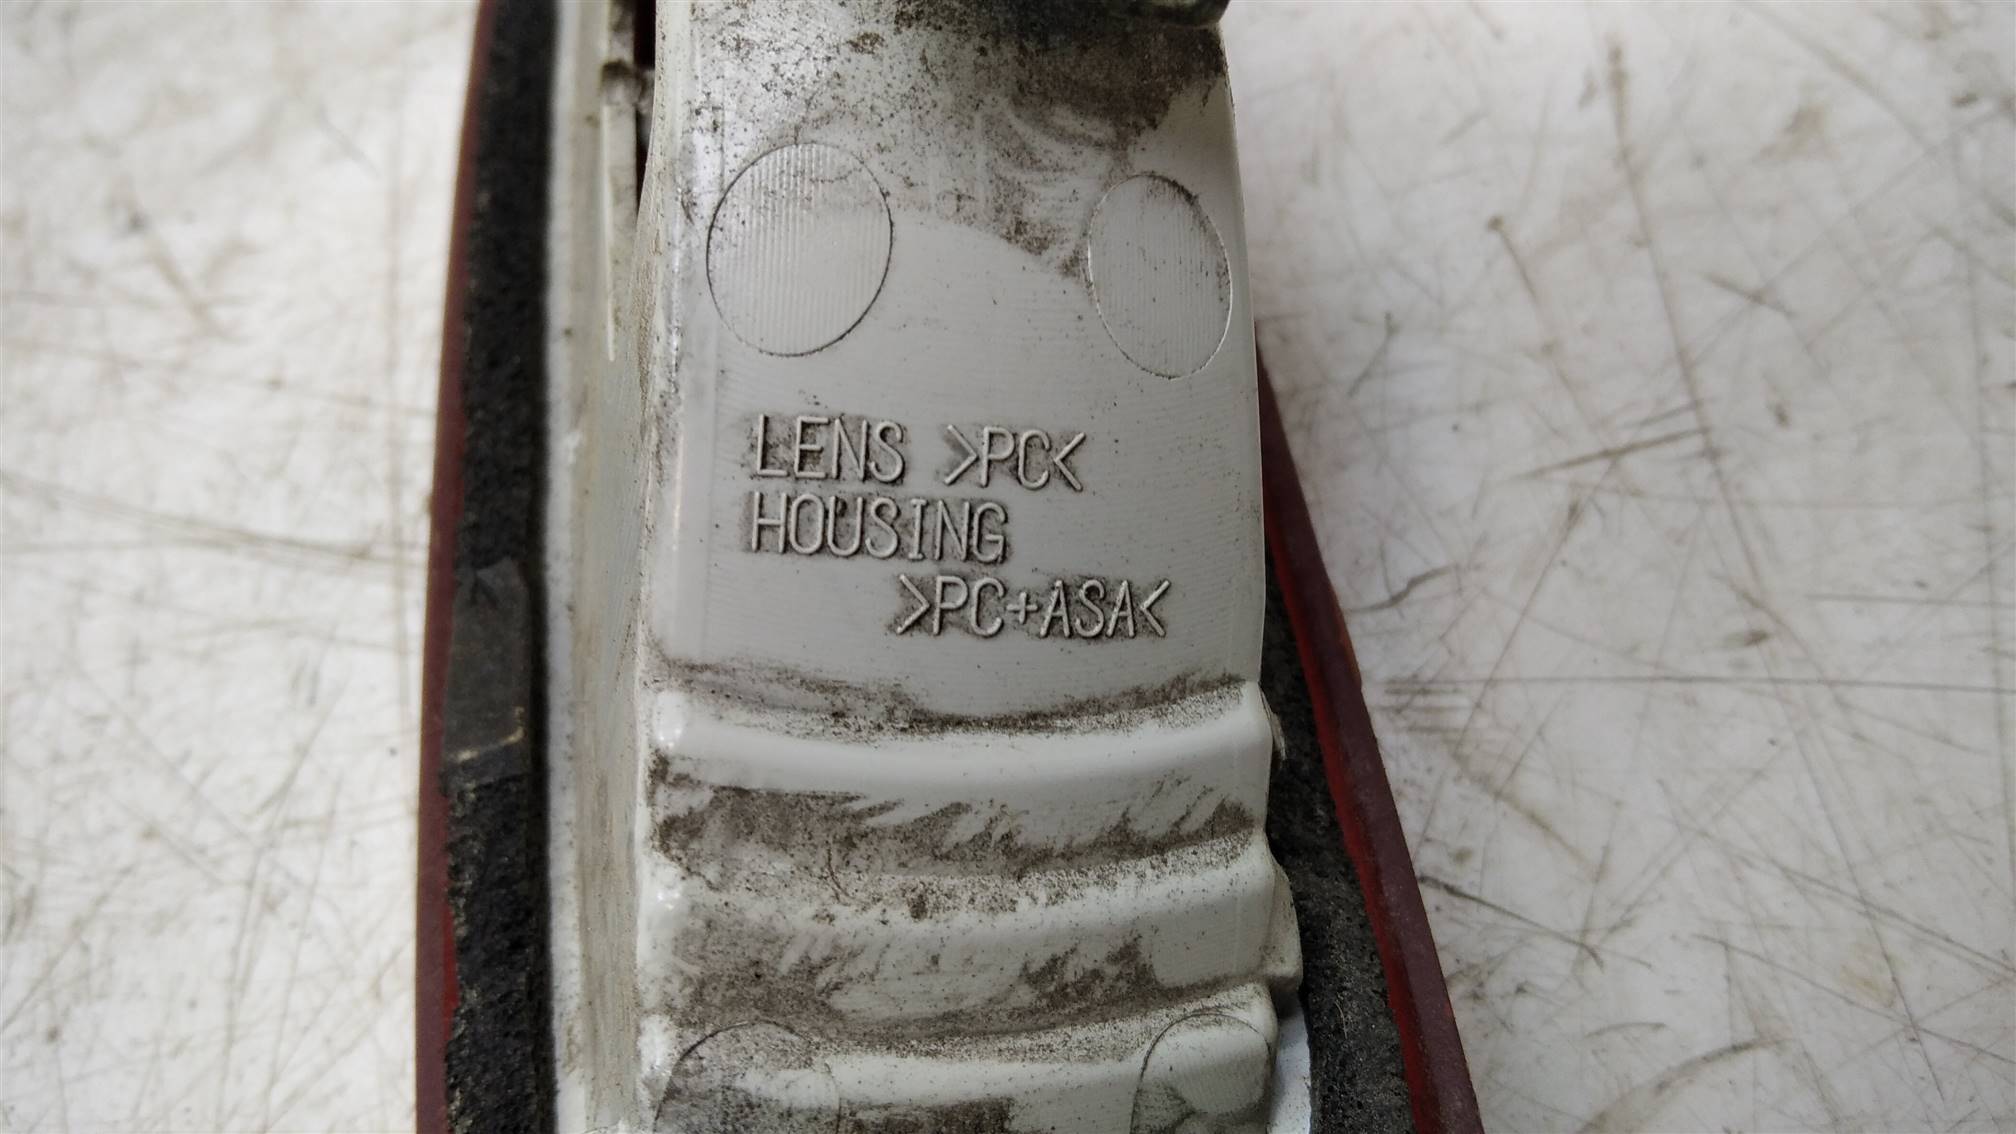 LENS >PC<
HOUSING
>PC+ASA<